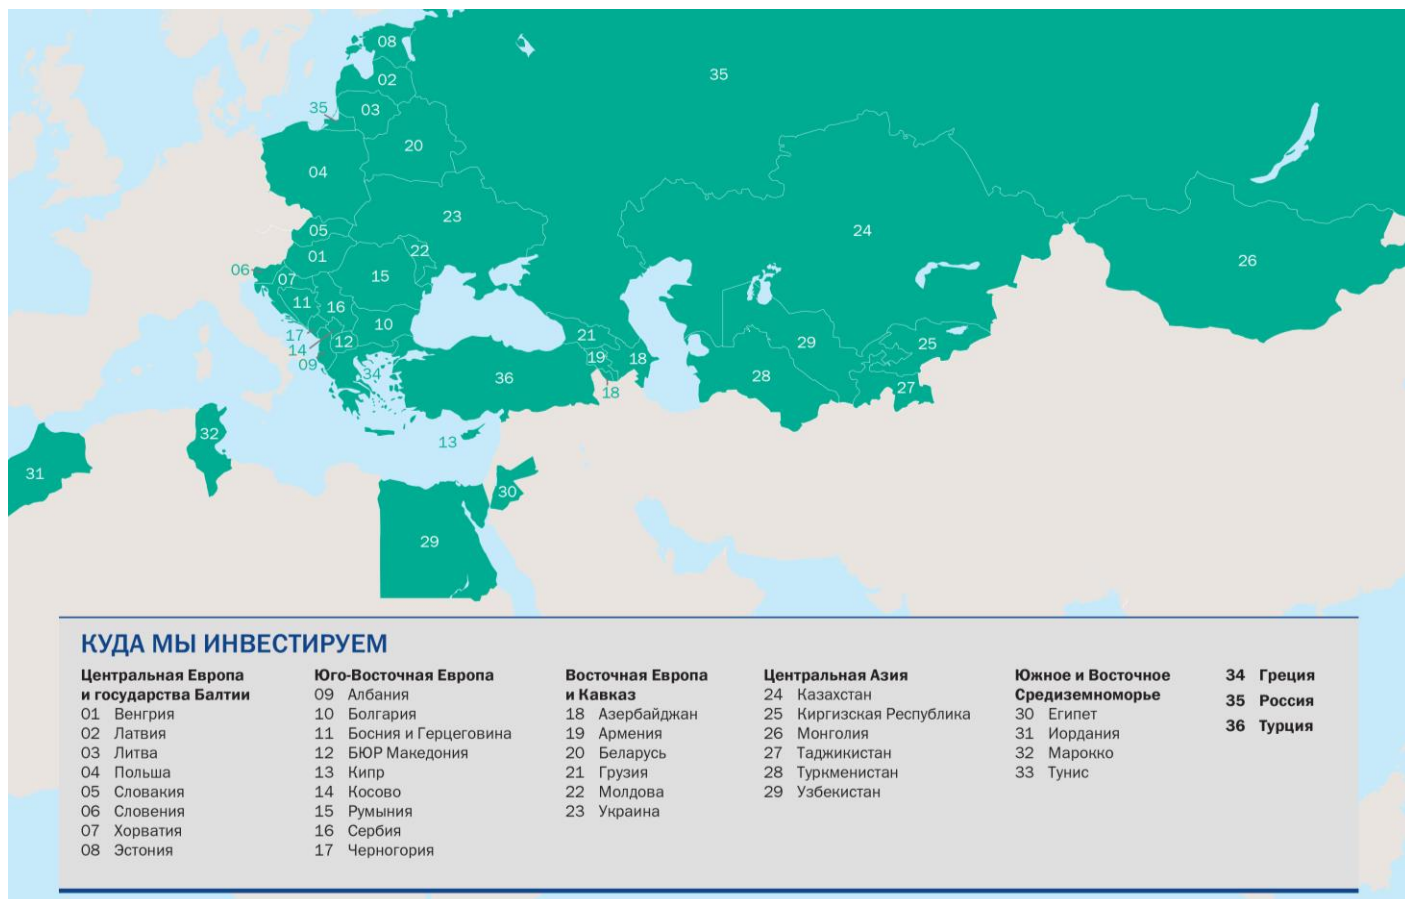 08
35
02
35
03
20
04
23
05
24
22
01
06
26
07
15
11
16
10
17
21
29
12
25
14
19
18
09
34
36
28
27
18
32
13
31
30
29
КУДА МЫ ИНВЕСТИРУЕМ
Центральная Европа
и государства Балтии
01 Венгрия
02 Латвия
03 Литва
04 Польша
05 Словакия
06 Словения
07 Хорватия
08 Эстония
Юго-Восточная Европа
09 Албания
10 Болгария
11 Босния и Герцеговина
12 БЮР Македония
13 Кипр
14 Косово
15 Румыния
16 Сербия
17 Черногория
Восточная Европа
и Кавказ
18 Азербайджан
19 Армения
20 Беларусь
21 Грузия
22 Молдова
23 Украина
Центральная Азия
24 Казахстан
25 Киргизская Республика
26 Монголия
27 Таджикистан
28 Туркменистан
29 Узбекистан
Южное и Восточное
Средиземноморье
30 Египет
31 Иордания
32 Марокко
33 Тунис
34 Греция
35 Россия
36 Турция